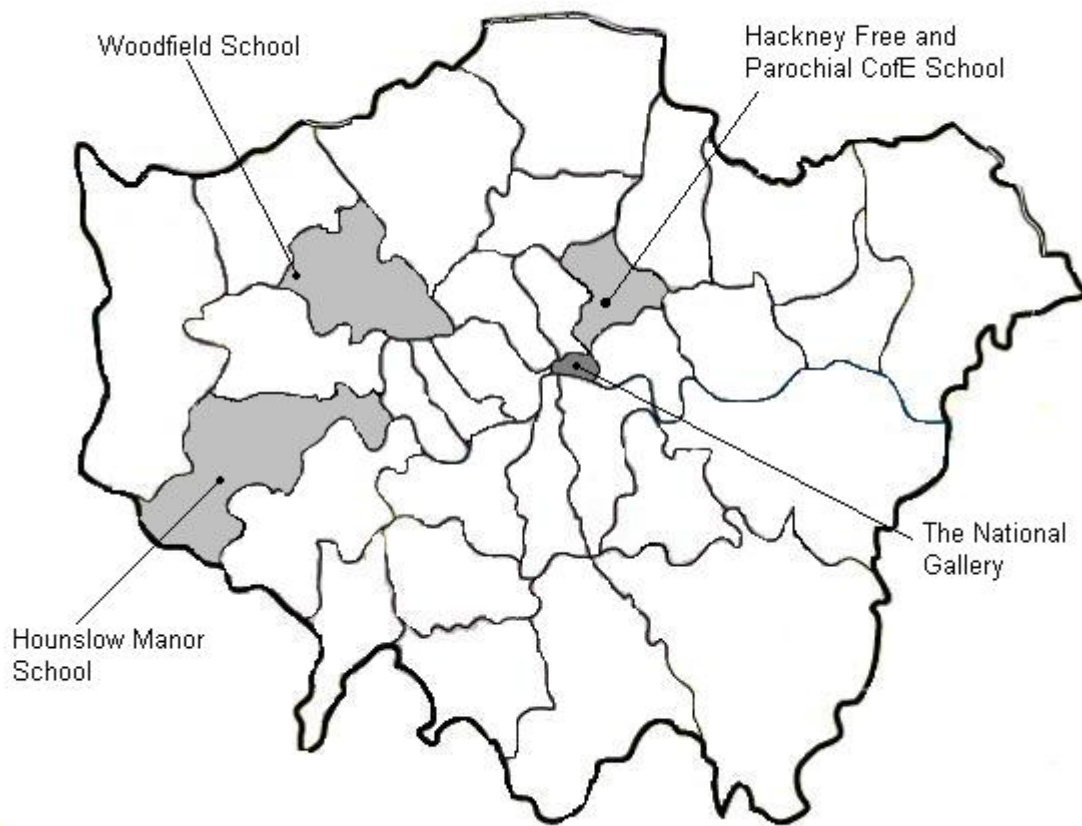 Woodfield School
Hackney Free and
Parochial CofE School
The National
Gallery
Hounslow Manor
School